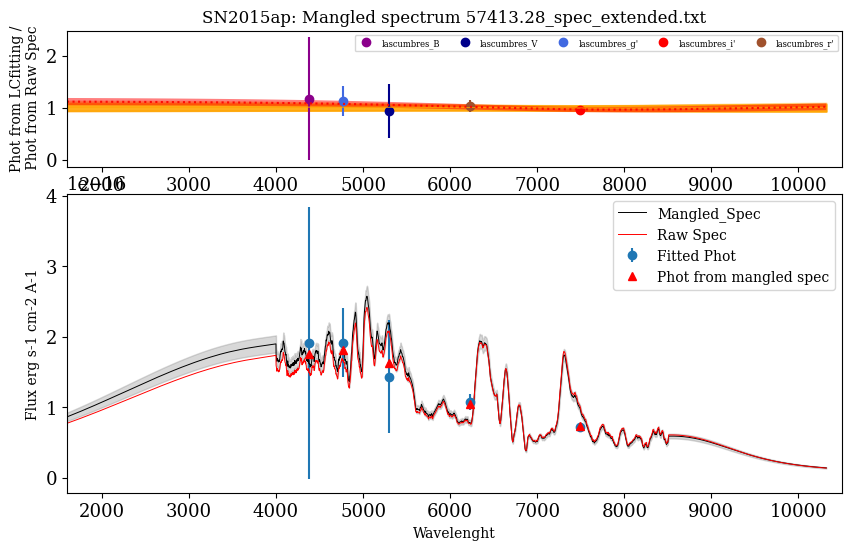 SN2015ap: Mangled spectrum 57413.28_spec_extended.txt
Phot from LCfitting /
Phot from Raw Spec
2
1
0
lascumbres_B
lascumbres_V
lascumbres_g'
lascumbres_i'
lascumbres_r'
2000 3000 4000 5000 6000 7000 8000 9000 10000
1e−16
Flux erg s-1 cm-2 A-1
4
3
2
1
0
Mangled_Spec
Raw Spec
Fitted Phot
Phot from mangled spec
2000 3000 4000 5000 6000 7000 8000 9000 10000
Wavelenght